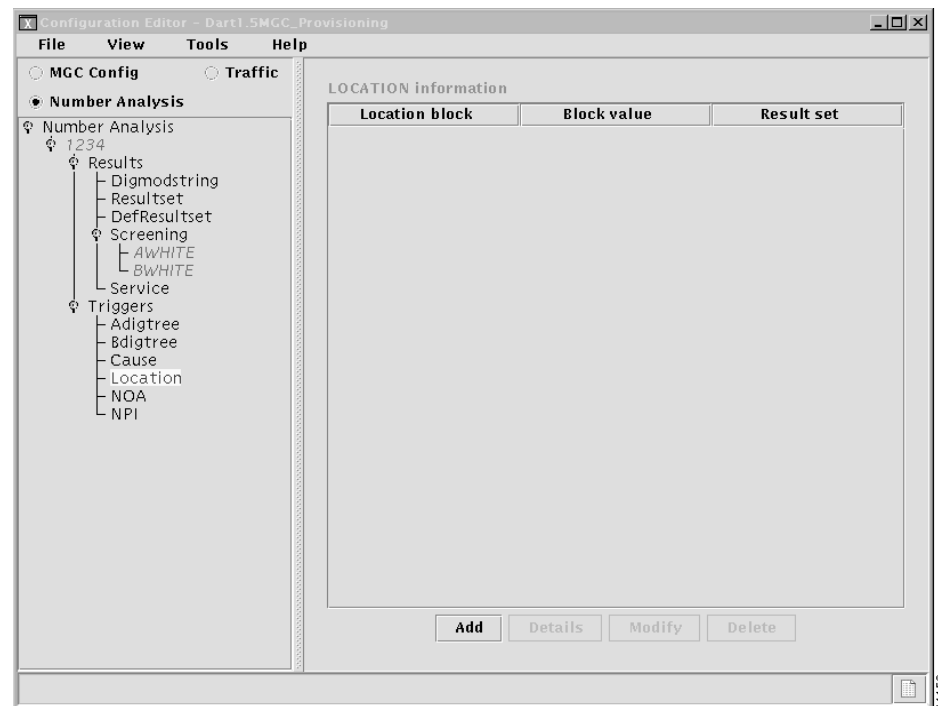 Configuration Editor - Dart1.5MGC_Provisioning
File View Tools Help
MGC Config Traffic
Number Analysis
Number Analysis
1234
Results
Digmodstring
Resultset
DefResultset
Screening
AWHITE
BWHITE
Service
Triggers
Adigtree
Bdigtree
Cause
Location
NOA
NPI
LOCATION information
Location block Block value Result set
Add Details Modify Delete